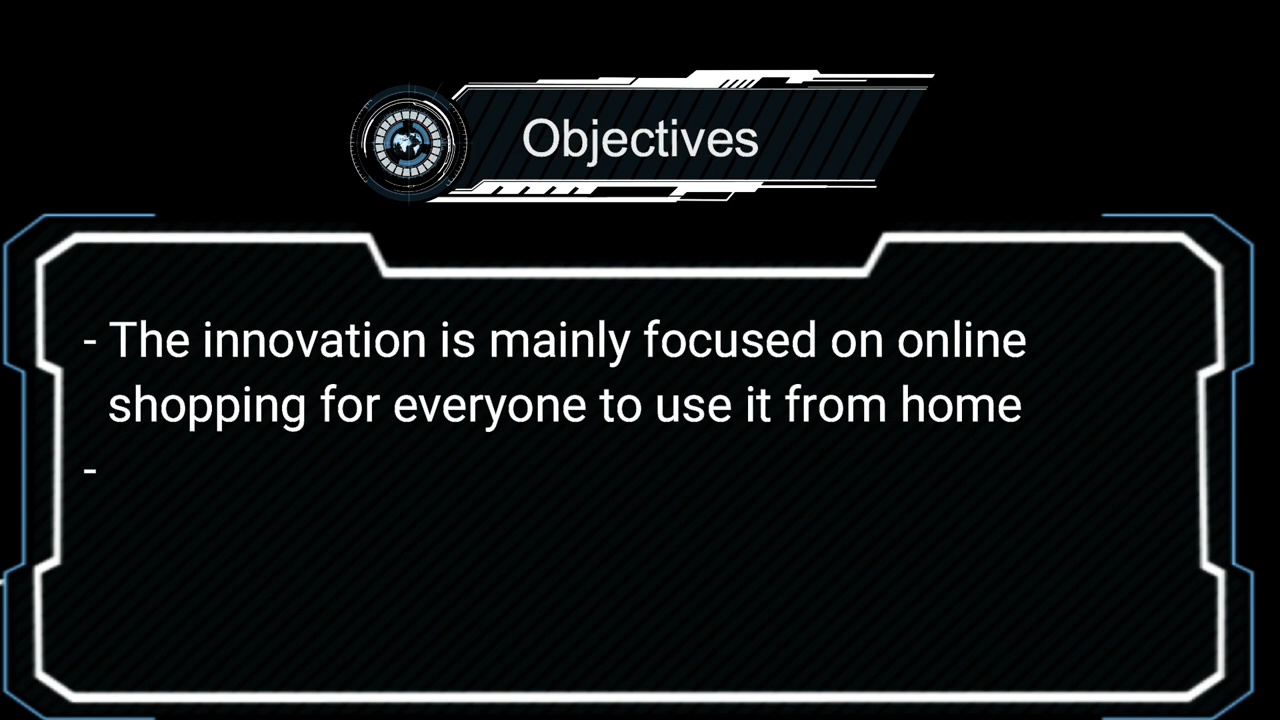 Objectives
- The innovation is mainly focused on online
shopping for everyone to use it from home
-